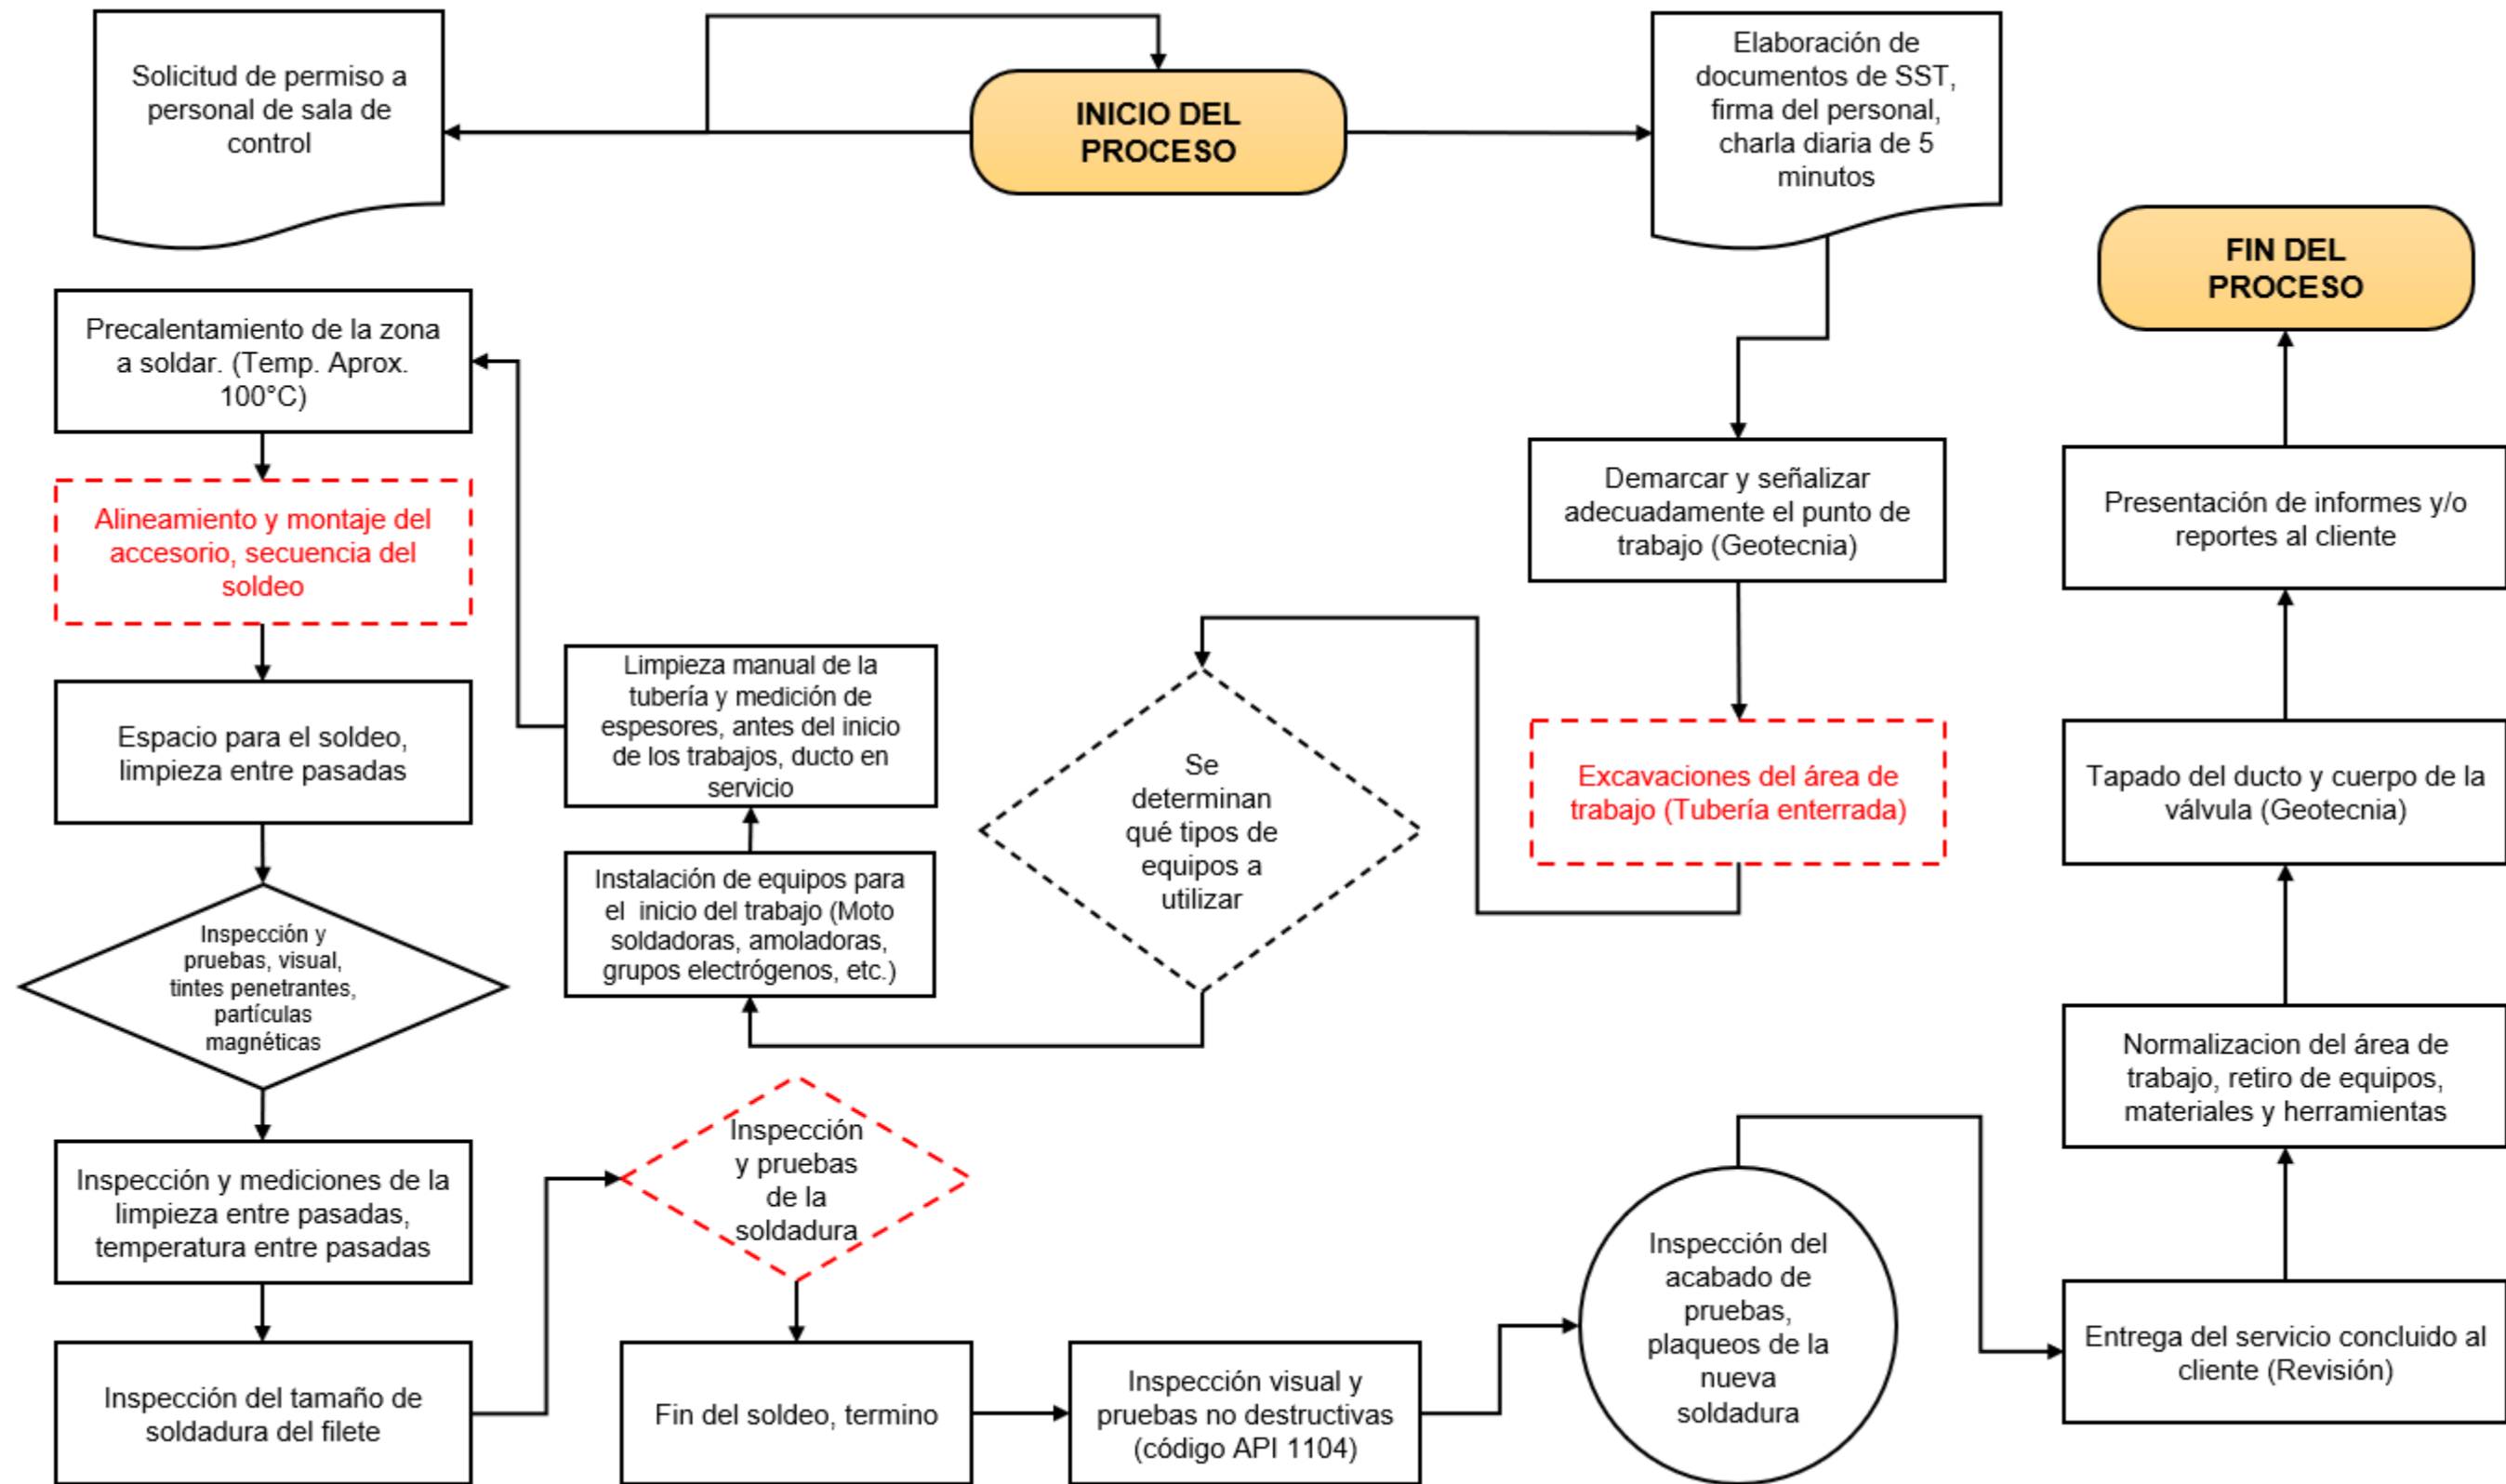 Solicitud de permiso a
personal de sala de
control
INICIO DEL
PROCESO
Elaboración de
documentos de SST,
firma del personal,
charla diaria de 5
minutos
Demarcar y señalizar
adecuadamente el punto de
trabajo (Geotecnia)
Excavaciones del área de
trabajo (Tubería enterrada)
Se
determinan
qué tipos de
equipos a
utilizar
Instalación de equipos para
el inicio del trabajo (Moto
soldadoras, amoladoras,
grupos electrógenos, etc.)
Limpieza manual de la
tubería y medición de
espesores, antes del inicio
de los trabajos, ducto en
servicio
Precalentamiento de la zona
a soldar. (Temp. Aprox.
100°C)
Alineamiento y montaje del
accesorio, secuencia del
soldeo
Espacio para el soldeo,
limpieza entre pasadas
Inspección y
pruebas, visual,
tintes penetrantes,
partículas
magnéticas
Inspección y mediciones de la
limpieza entre pasadas,
temperatura entre pasadas
Inspección del tamaño de
soldadura del filete
Inspección
y pruebas
de la
soldadura
Fin del soldeo, termino
Inspección visual y
pruebas no destructivas
(código API 1104)
Inspección del
acabado de
pruebas,
plaqueos de la
nueva
soldadura
Entrega del servicio concluido al
cliente (Revisión)
Normalizacion del área de
trabajo, retiro de equipos,
materiales y herramientas
Tapado del ducto y cuerpo de la
válvula (Geotecnia)
Presentación de informes y/o
reportes al cliente
FIN DEL
PROCESO